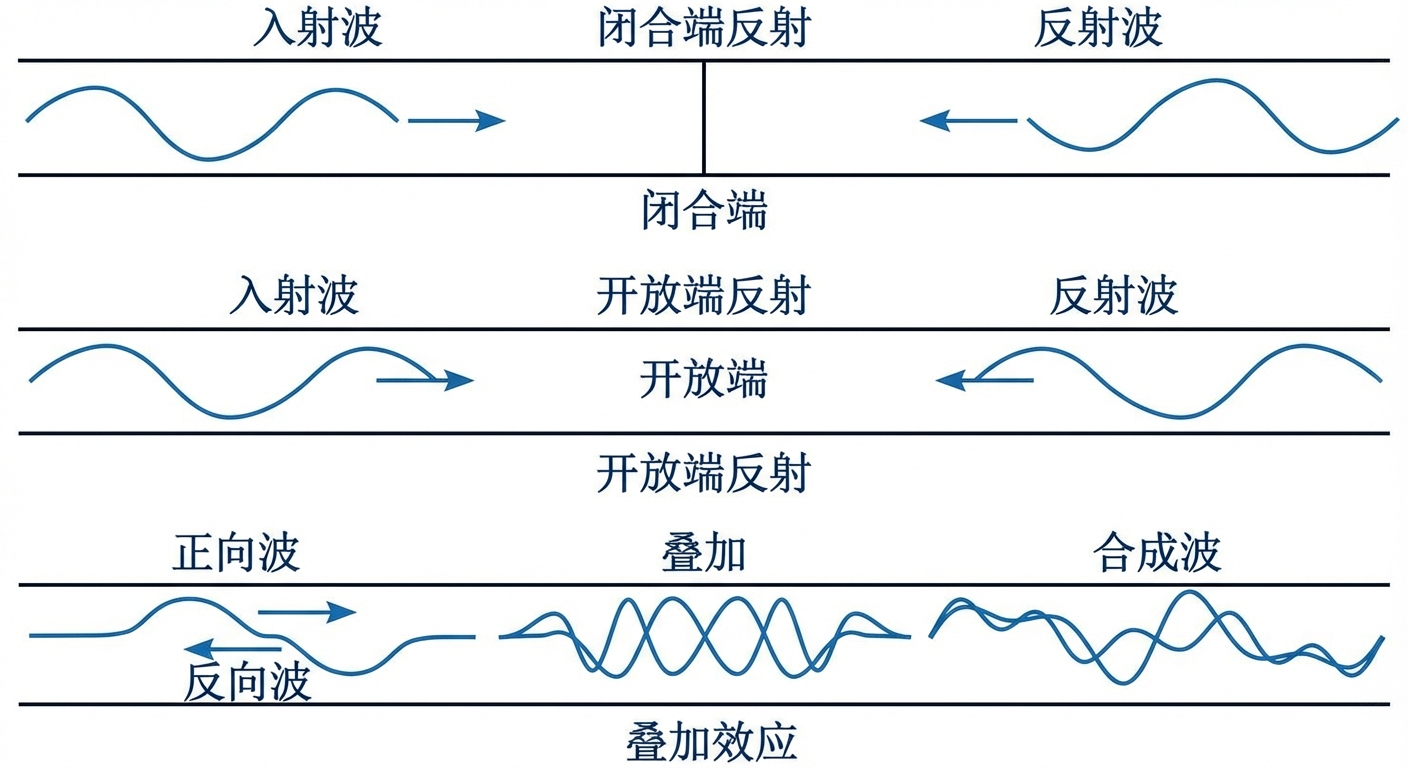 入射波
闭合端反射
反射波
闭合端
入射波
开放端反射
反射波
开放端
开放端反射
正向波
叠加
合成波
反向波
叠加效应